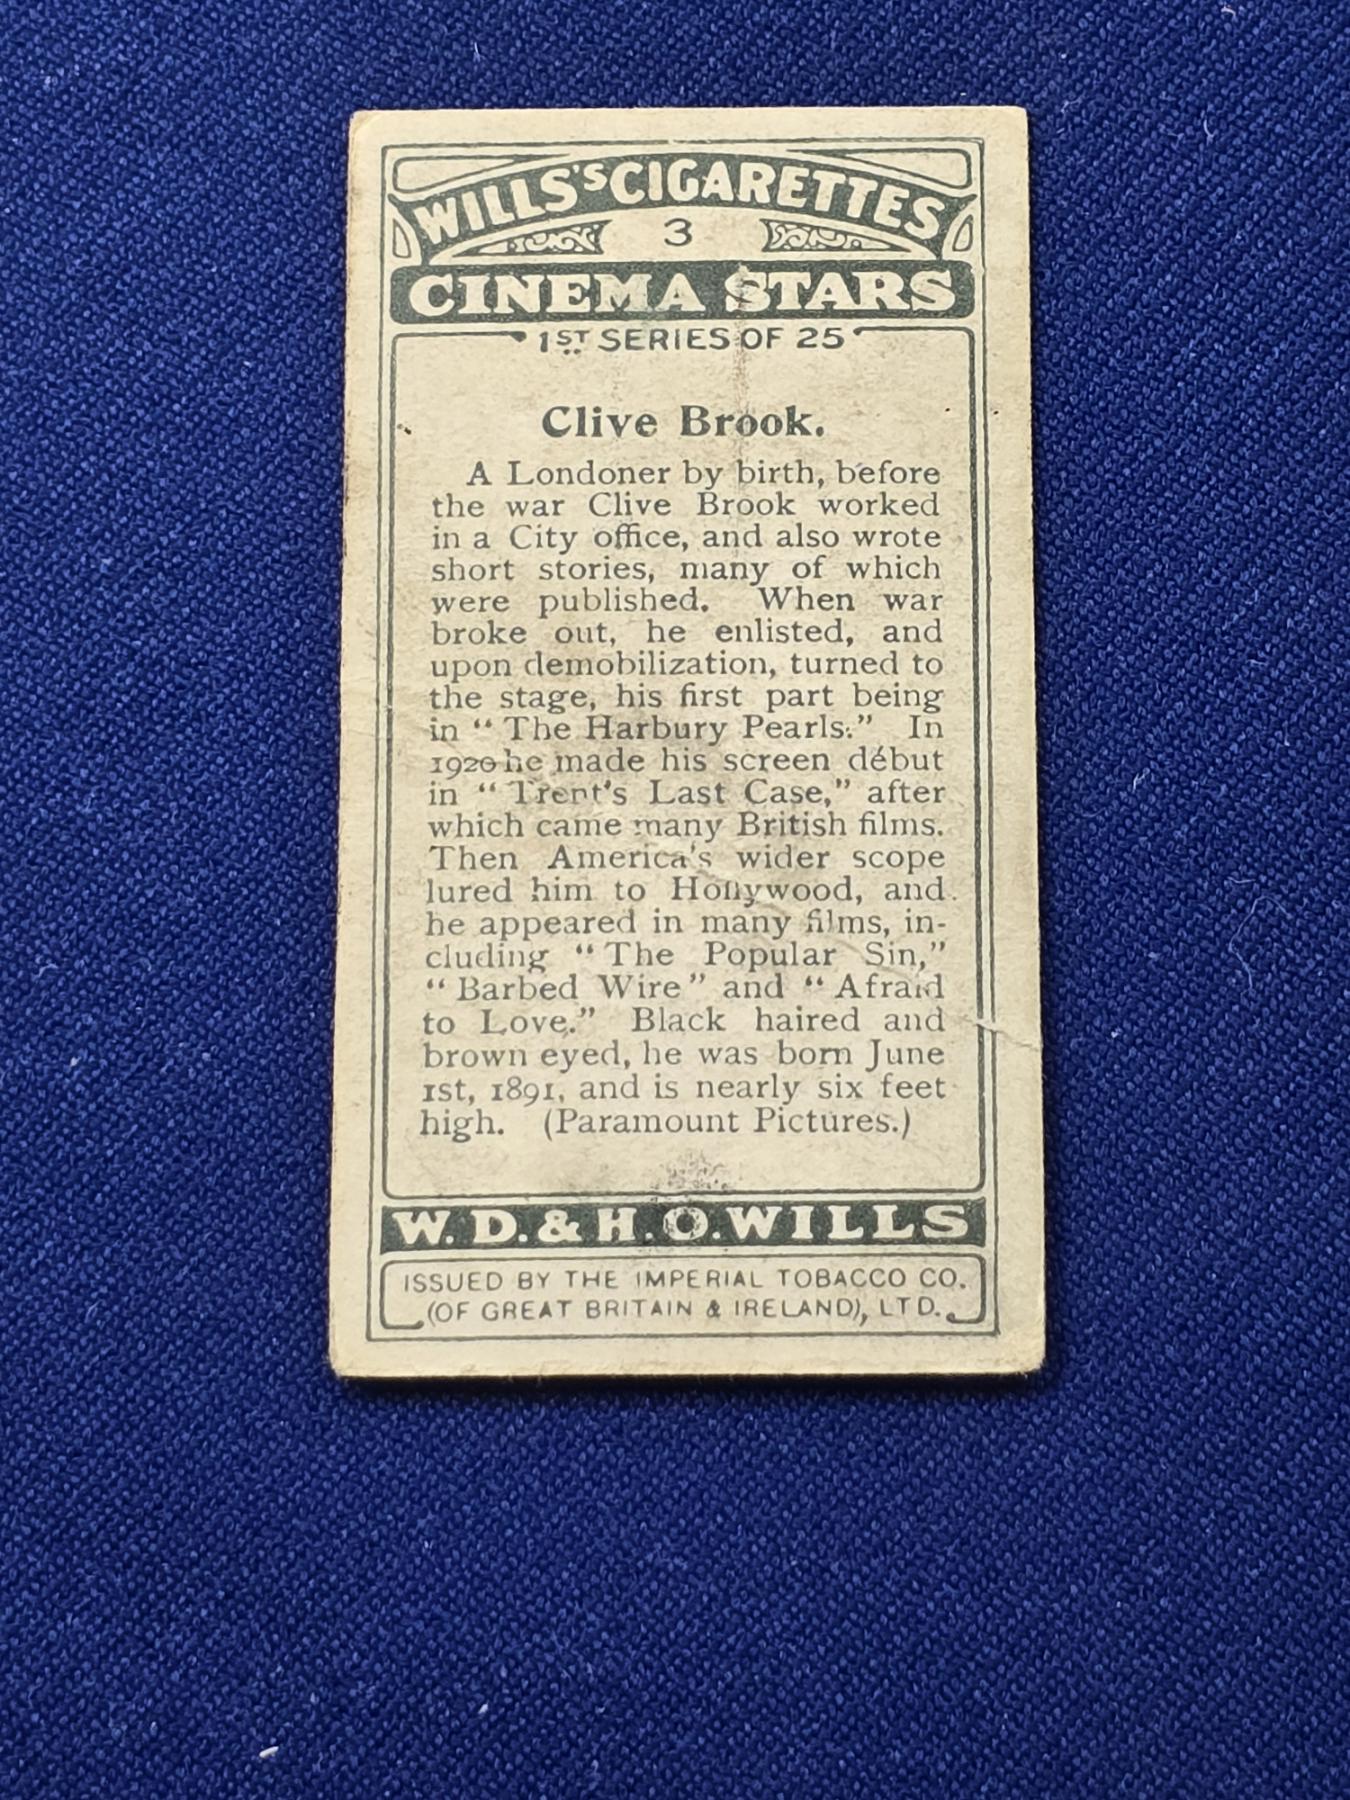 WILLS'S CIGARETTES
3
CINEMA STARS
1ST SERIES OF 25
Clive Brook.
A Londoner by birth, before
the war Clive Brook worked
in a City office, and also wrote
short stories, many of which
were published. When war
broke out, he enlisted, and
upon demobilization, turned to
the stage, his first part being
in “ The Harbury Pearls.” In
1920 he made his screen début
in “ Trent's Last Case,” after
which came many British films.
Then America's wider scope
lured him to Hollywood, and
he appeared in many films, in-
cluding “ The Popular Sin,”
“ Barbed Wire ” and “ Afraid
to Love.” Black haired and
brown eyed, he was born June
1st, 1891, and is nearly six feet
high. (Paramount Pictures.)
W.D. & H.O. WILLS
ISSUED BY THE IMPERIAL TOBACCO CO.
(OF GREAT BRITAIN & IRELAND), LTD.